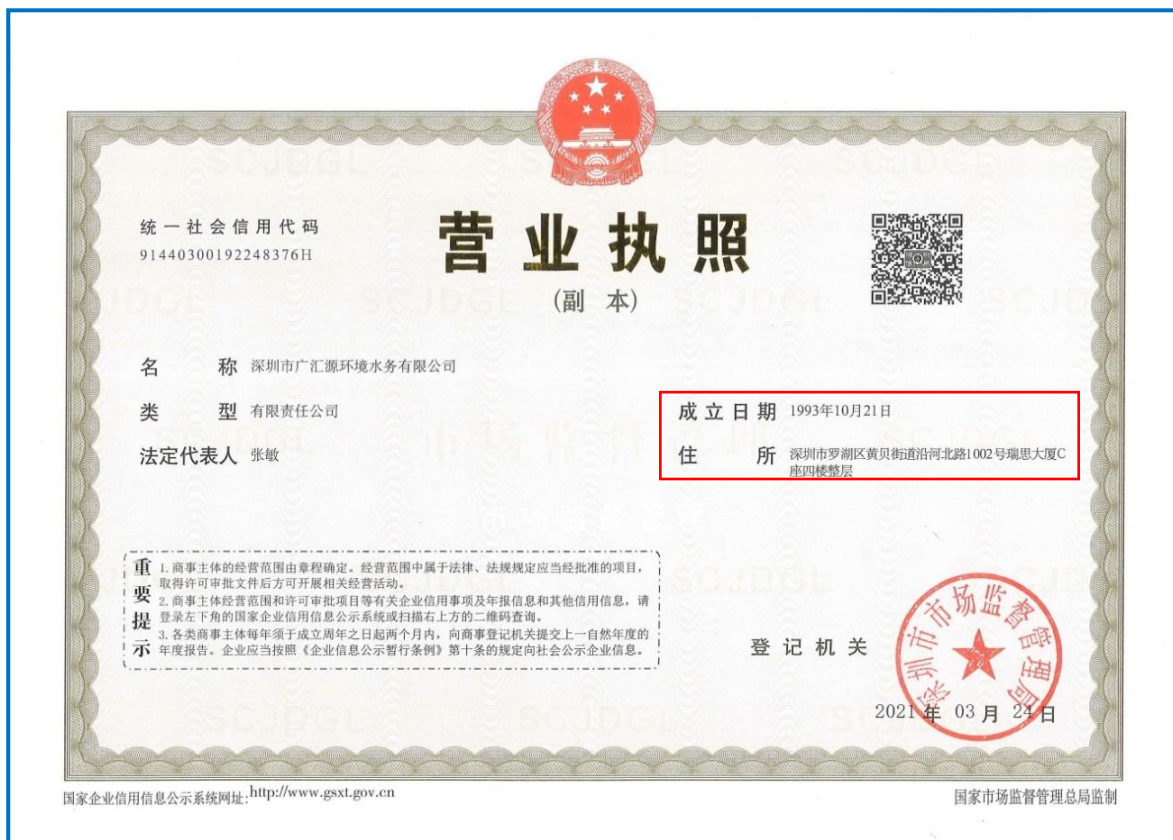 统一社会信用代码
91440300192248376H
营业执照
(副 本)
名 称 深圳市广汇源环境水务有限公司
类 型 有限责任公司
法定代表人 张敏
成立日期 1993年10月21日
住 所 深圳市罗湖区黄贝街道沿河北路1002号瑞思大厦C
座四楼整层
重要提示
1. 商事主体的经营范围由章程确定。经营范围中属于法律、法规规定应当经批准的项目,
取得许可审批文件后方可开展相关经营活动。
2. 商事主体经营范围和许可审批项目等有关企业信用事项及年报信息和其他信用信息,请
登录左下角的国家企业信用信息公示系统或扫描右上方的二维码查询。
3. 各类商事主体每年须于成立周年之日起两个月内,向商事登记机关提交上一自然年度的
年度报告。企业应当按照《企业信息公示暂行条例》第十条的规定向社会公示企业信息。
登记机关
深圳市市场监督管理局
2021年03月24日
国家企业信用信息公示系统网址:http://www.gsxt.gov.cn
国家市场监督管理总局监制